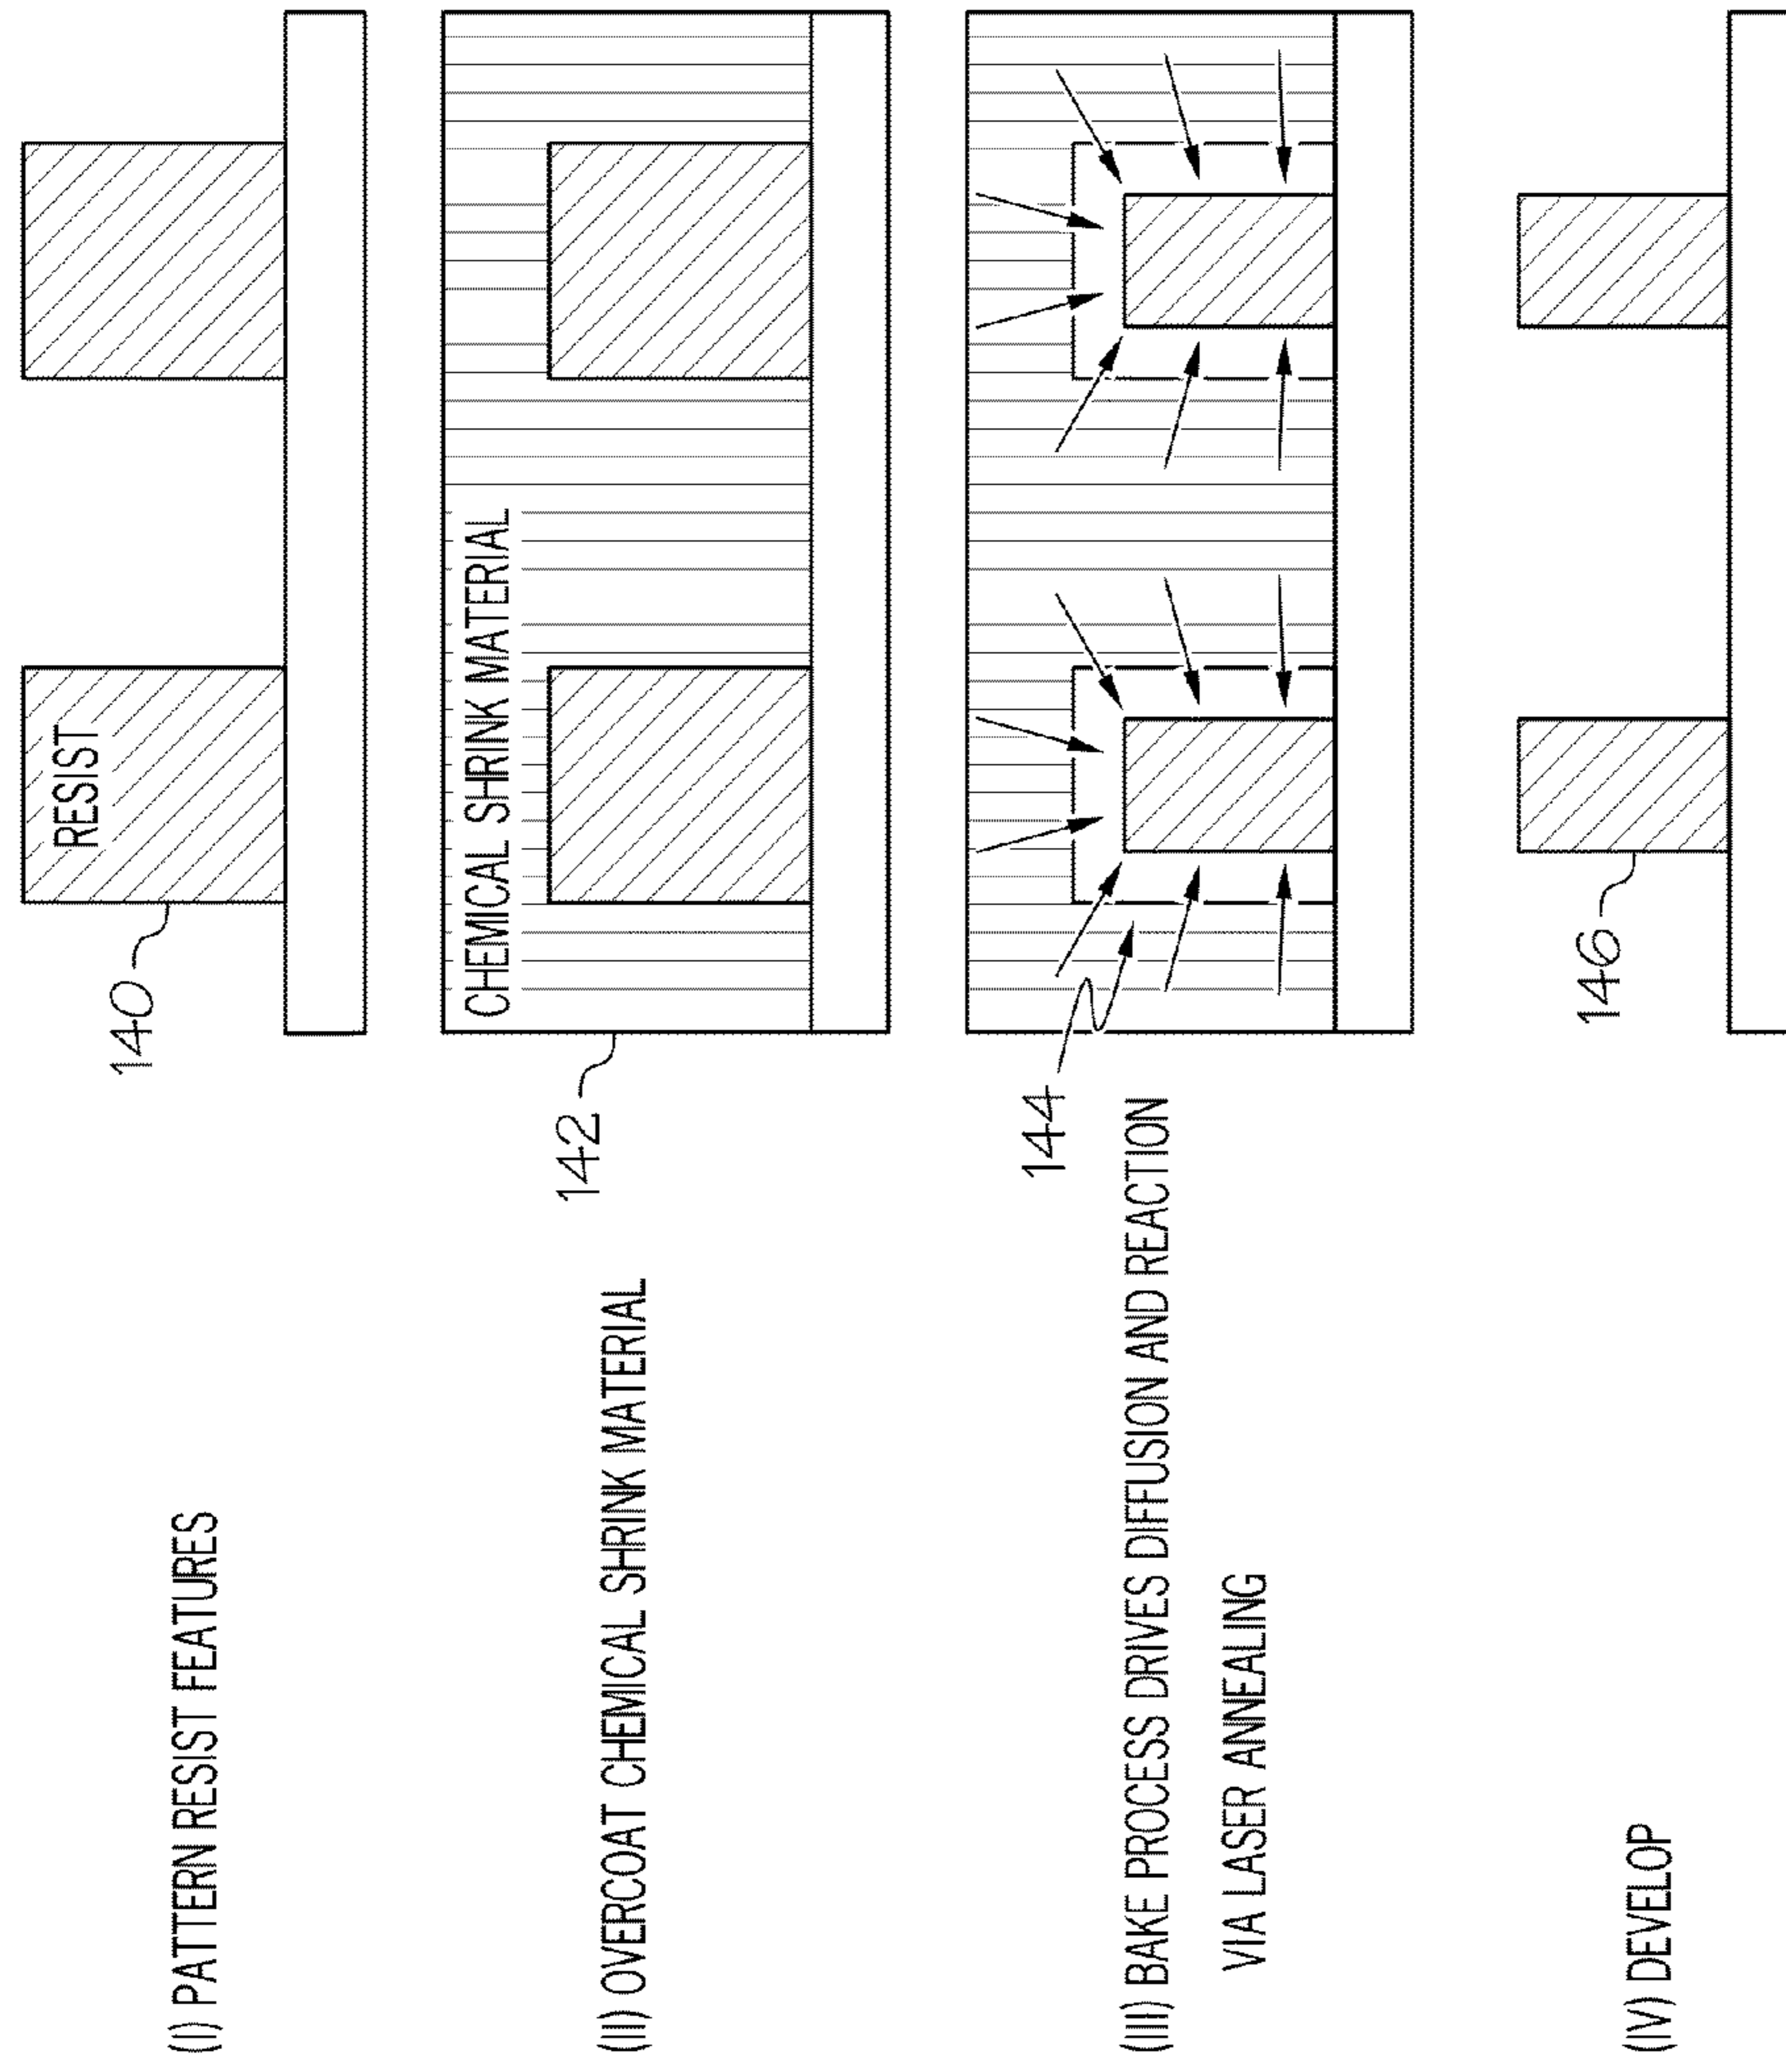 (I) PATTERN RESIST FEATURES
140
RESIST
(II) OVERCOAT CHEMICAL SHRINK MATERIAL
142
CHEMICAL SHRINK MATERIAL
(III) BAKE PROCESS DRIVES DIFFUSION AND REACTION
VIA LASER ANNEALING
144
(IV) DEVELOP
146